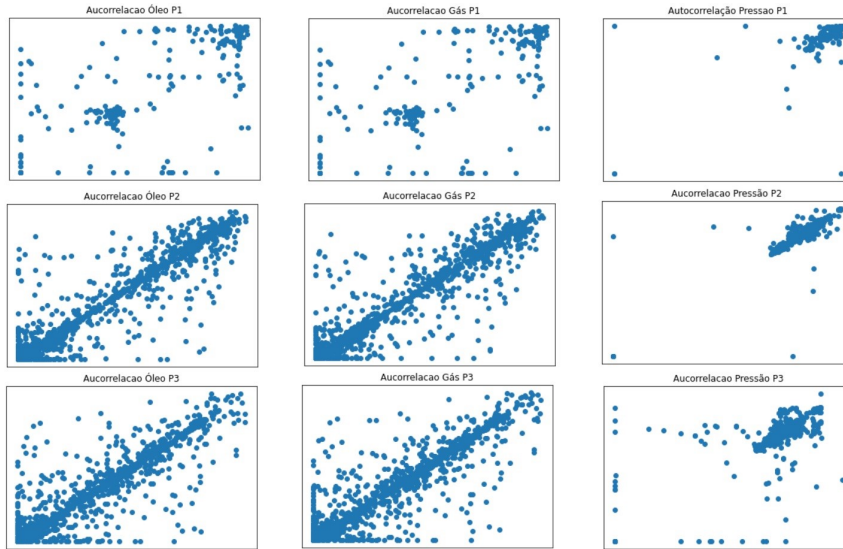 Aucorrelacao Óleo P1
Aucorrelacao Gás P1
Autocorrelação Pressao P1
Aucorrelacao Óleo P2
Aucorrelacao Gás P2
Aucorrelacao Pressão P2
Aucorrelacao Óleo P3
Aucorrelacao Gás P3
Aucorrelacao Pressão P3